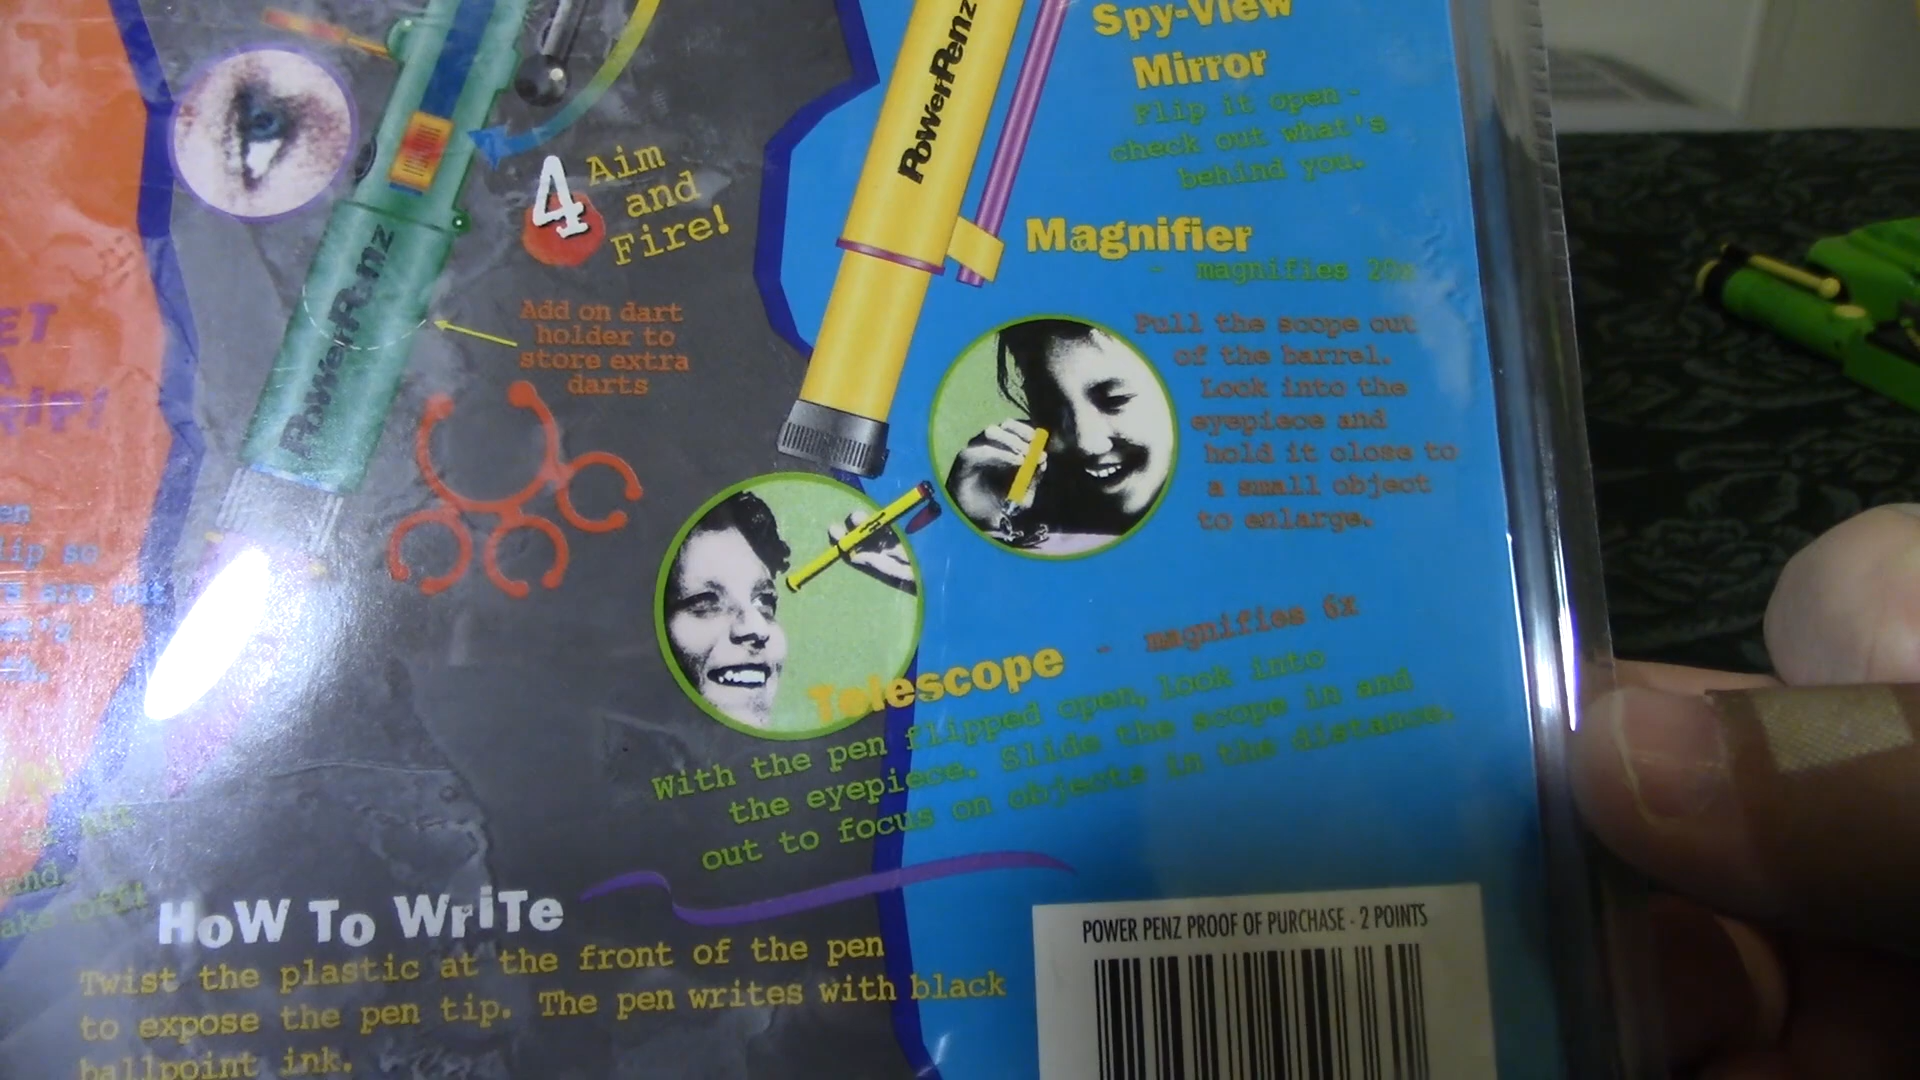 PowerPenz
4
Aim
and
Fire!
Add on dart
holder to
store extra
darts
PowerPenz
Spy-View
Mirror
Flip it open -
check out what's
behind you.
Magnifier
- magnifies 20x
Pull the scope out
of the barrel.
Look into the
eyepiece and
hold it close to
a small object
to enlarge.
Telescope - magnifies 6x
With the pen flipped open, look into
the eyepiece. Slide the scope in and
out to focus on objects in the distance.
HoW To WriTe
Twist the plastic at the front of the pen
to expose the pen tip. The pen writes with black
ballpoint ink.
POWER PENZ PROOF OF PURCHASE - 2 POINTS